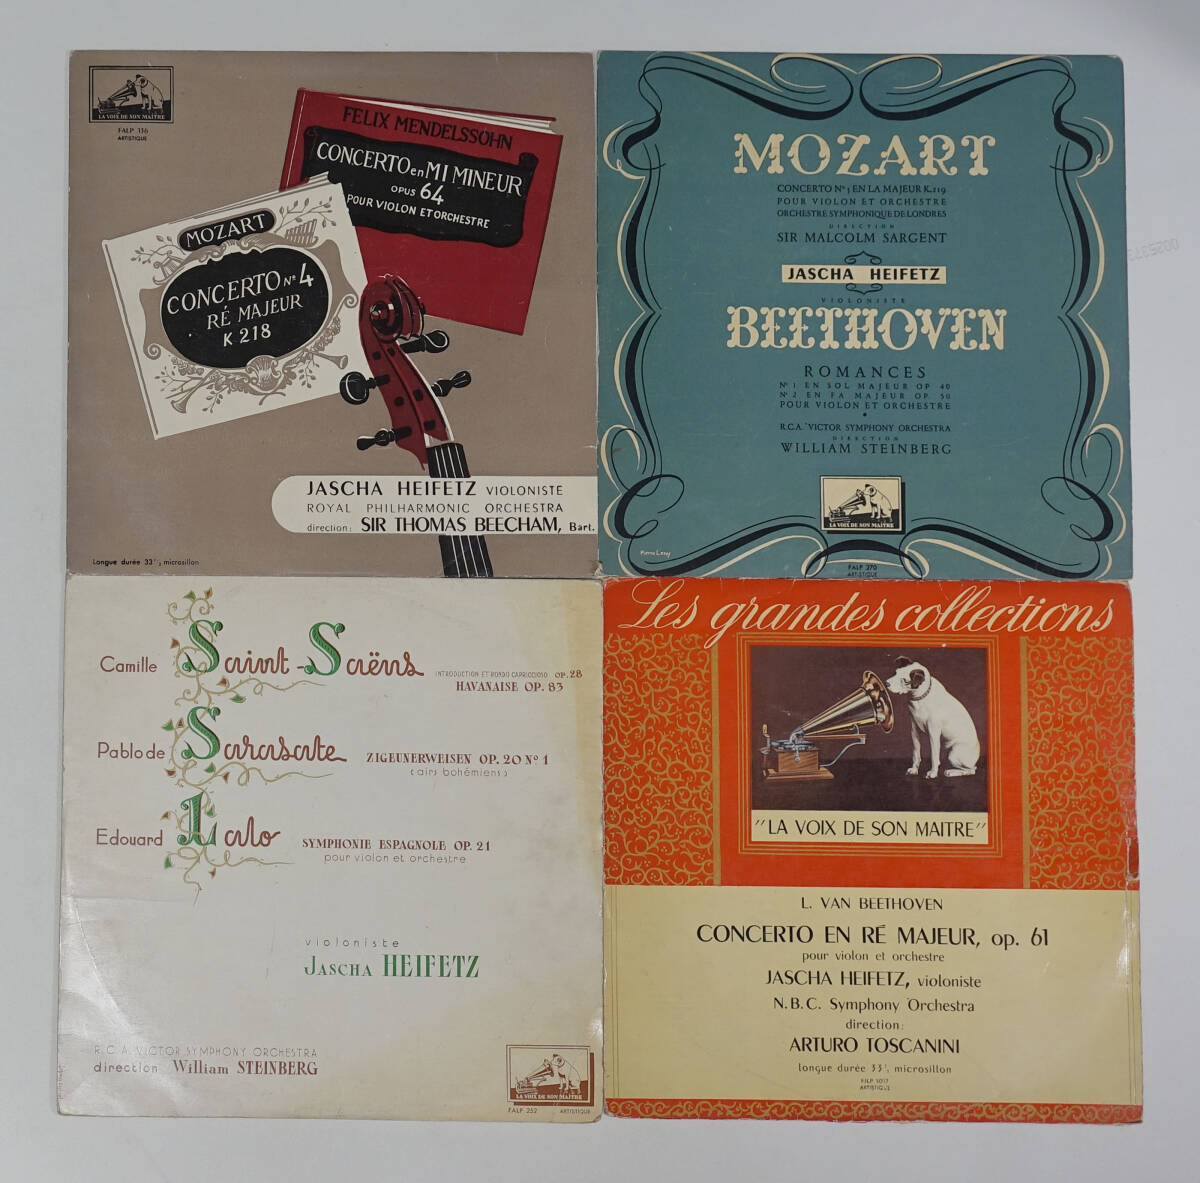 LA VOIX DE SON MAITRE
FALP 116
ARTISTIQUE
FELIX MENDELSSOHN
CONCERTO en MI MINEUR
OPUS 64
POUR VIOLON ET ORCHESTRE
MOZART
CONCERTO Nº 4
RÉ MAJEUR
K 218
JASCHA HEIFETZ VIOLONISTE
ROYAL PHILHARMONIC ORCHESTRA
direction: SIR THOMAS BEECHAM, Bart.
Longue durée 33'; microsillon
MOZART
CONCERTO Nº 5 EN LA MAJEUR K.219
POUR VIOLON ET ORCHESTRE
ORCHESTRE SYMPHONIQUE DE LONDRES
DIRECTION
SIR MALCOLM SARGENT
JASCHA HEIFETZ
VIOLONISTE
BEETHOVEN
ROMANCES
Nº 1 EN SOL MAJEUR OP 40
Nº 2 EN FA MAJEUR OP. 50
POUR VIOLON ET ORCHESTRE
R.C.A. VICTOR SYMPHONY ORCHESTRA
DIRECTION
WILLIAM STEINBERG
LA VOIX DE SON MAITRE
FALP 270
ARTISTIQUE
Camille Saint-Saëns
INTRODUCTION ET RONDO CAPRICCIOSO OP. 28
HAVANAISE OP. 83
Pablo de Sarasate ZIGEUNERWEISEN OP. 20 Nº 1
(airs bohémiens)
Edouard Lalo SYMPHONIE ESPAGNOLE OP. 21
pour violon et orchestre
violoniste
JASCHA HEIFETZ
R.C.A. VICTOR SYMPHONY ORCHESTRA
direction William STEINBERG
LA VOIX DE SON MAITRE
FALP 252 ARTISTIQUE
Les grandes collections
"LA VOIX DE SON MAITRE"
L. VAN BEETHOVEN
CONCERTO EN RÉ MAJEUR, op. 61
pour violon et orchestre
JASCHA HEIFETZ, violoniste
N.B.C. Symphony Orchestra
direction:
ARTURO TOSCANINI
longue durée 33', microsillon
ARTISTIQUE